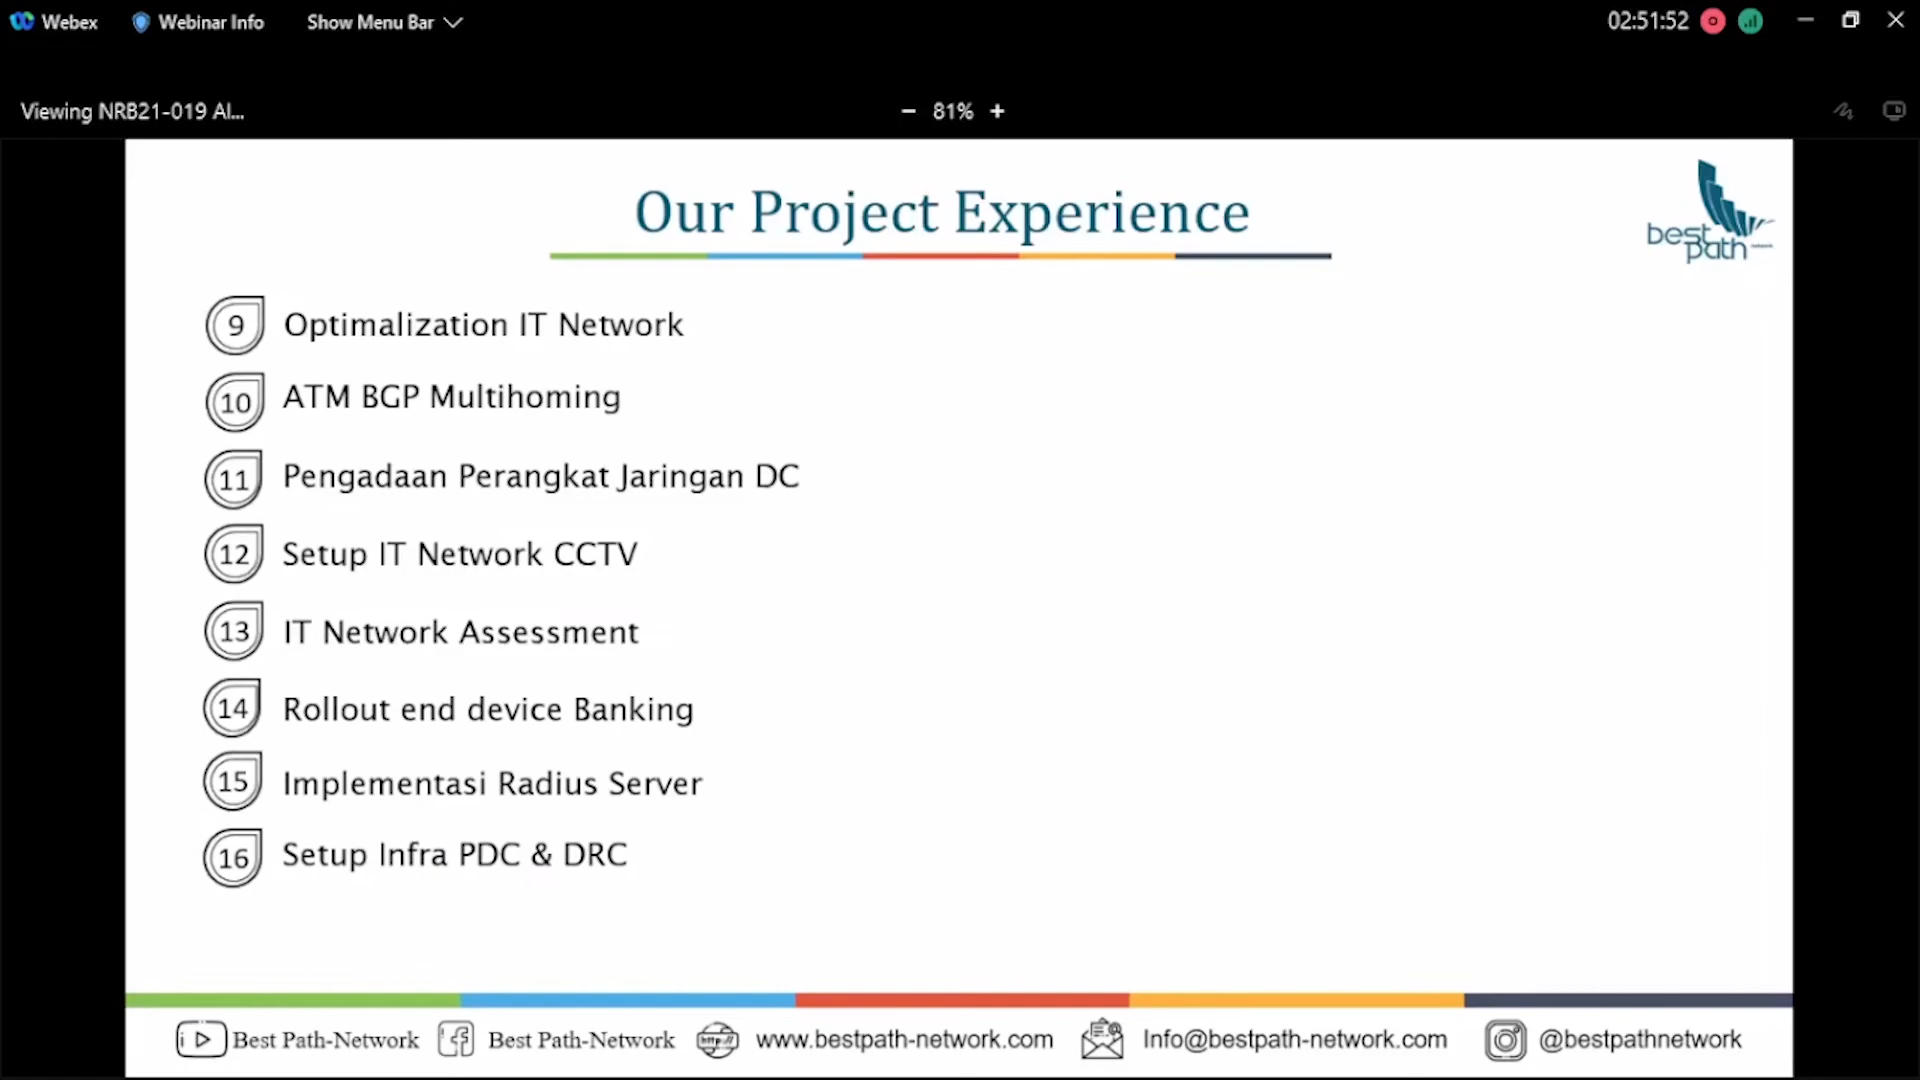 Webex
Webinar Info
Show Menu Bar
02:51:52
Viewing NRB21-019 Al...
81%
Our Project Experience
best path
9 Optimalization IT Network
10 ATM BGP Multihoming
11 Pengadaan Perangkat Jaringan DC
12 Setup IT Network CCTV
13 IT Network Assessment
14 Rollout end device Banking
15 Implementasi Radius Server
16 Setup Infra PDC & DRC
Best Path-Network
Best Path-Network
http://
www.bestpath-network.com
Info@bestpath-network.com
@bestpathnetwork